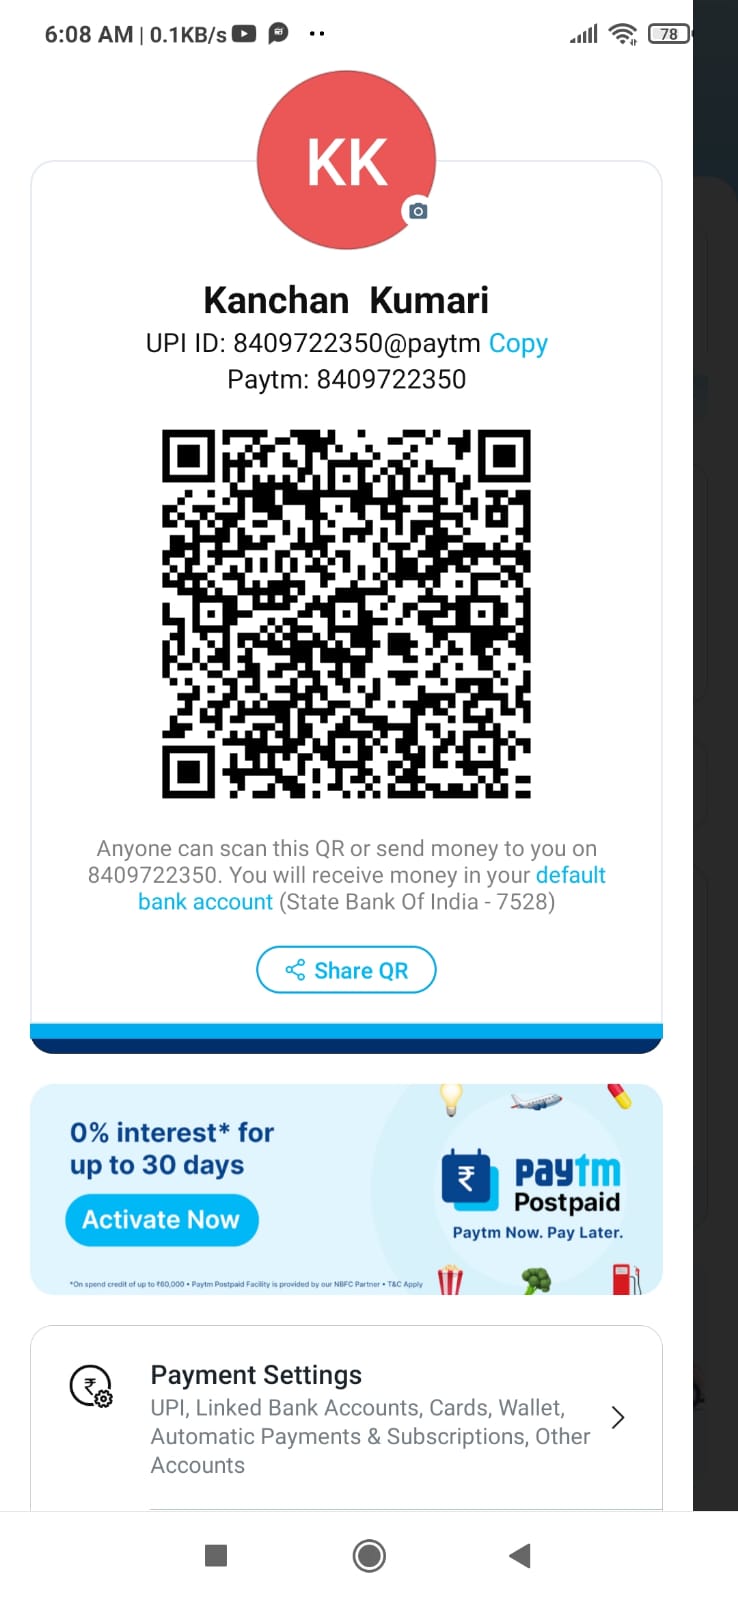 6:08 AM | 0.1KB/s
78
KK
Kanchan Kumari
UPI ID: 8409722350@paytm Copy
Paytm: 8409722350
Anyone can scan this QR or send money to you on
8409722350. You will receive money in your default
bank account (State Bank Of India - 7528)
Share QR
0% interest* for
up to 30 days
Activate Now
₹
paytm
Postpaid
Paytm Now. Pay Later.
*On spend credit of up to ₹60,000 • Paytm Postpaid Facility is provided by our NBFC Partner • T&C Apply
₹
Payment Settings
UPI, Linked Bank Accounts, Cards, Wallet,
Automatic Payments & Subscriptions, Other
Accounts